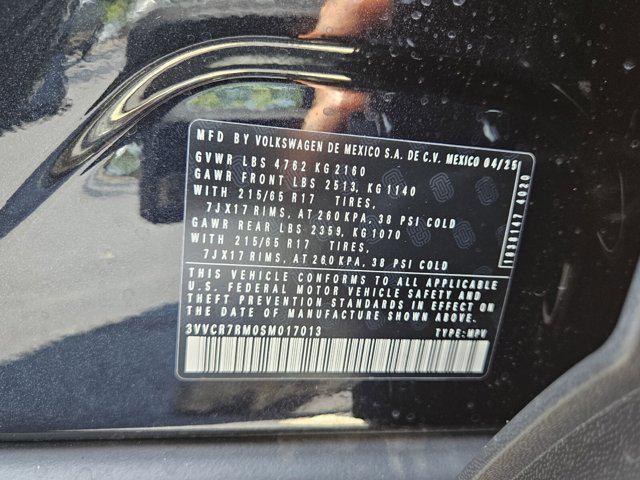 MFD BY VOLKSWAGEN DE MEXICO S.A. DE C.V. MEXICO 04/25
GVWR LBS 4762 KG 2160
GAWR FRONT LBS 2513, KG 1140
WITH 215/65 R17 TIRES,
7JX17 RIMS, AT 260 KPA, 38 PSI COLD
GAWR REAR LBS 2359, KG 1070
WITH 215/65 R17 TIRES,
7JX17 RIMS, AT 260 KPA, 38 PSI COLD
THIS VEHICLE CONFORMS TO ALL APPLICABLE
U.S. FEDERAL MOTOR VEHICLE SAFETY AND
THEFT PREVENTION STANDARDS IN EFFECT ON
THE DATE OF MANUFACTURE SHOWN ABOVE.
3VVCR7RM0SM017013 TYPE: MPV
4020